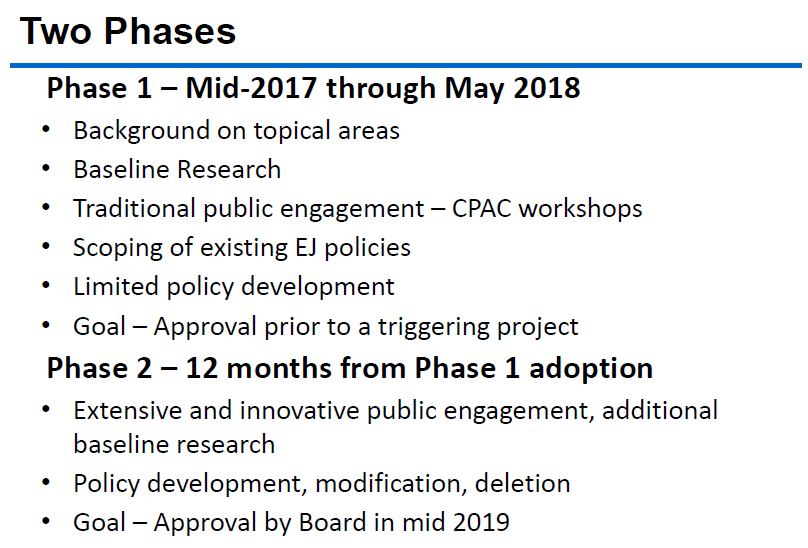 Two Phases
Phase 1 – Mid-2017 through May 2018
• Background on topical areas
• Baseline Research
• Traditional public engagement – CPAC workshops
• Scoping of existing EJ policies
• Limited policy development
• Goal – Approval prior to a triggering project
Phase 2 – 12 months from Phase 1 adoption
• Extensive and innovative public engagement, additional
baseline research
• Policy development, modification, deletion
• Goal – Approval by Board in mid 2019